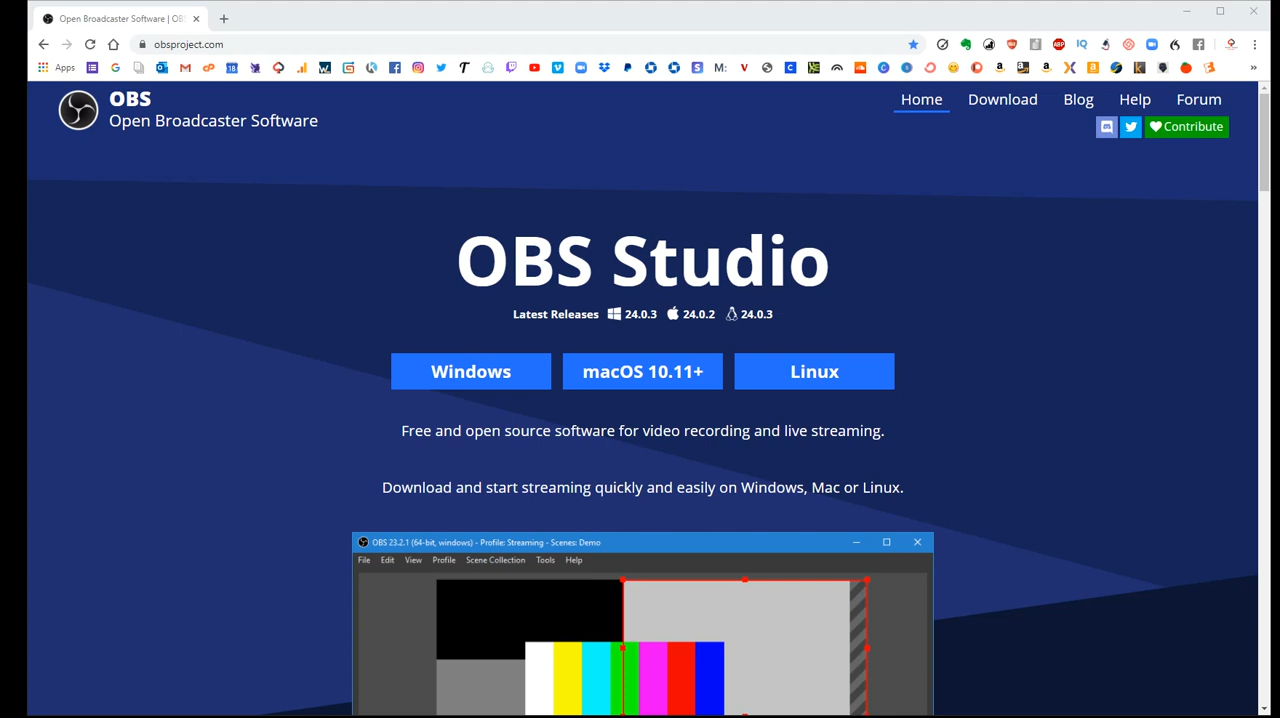 Open Broadcaster Software | OBS
obsproject.com
Apps
OBS
Open Broadcaster Software
Home Download Blog Help Forum
Contribute
OBS Studio
Latest Releases 24.0.3 24.0.2 24.0.3
Windows macOS 10.11+ Linux
Free and open source software for video recording and live streaming.
Download and start streaming quickly and easily on Windows, Mac or Linux.
OBS 23.2.1 (64-bit, windows) - Profile: Streaming - Scenes: Demo
File Edit View Profile Scene Collection Tools Help